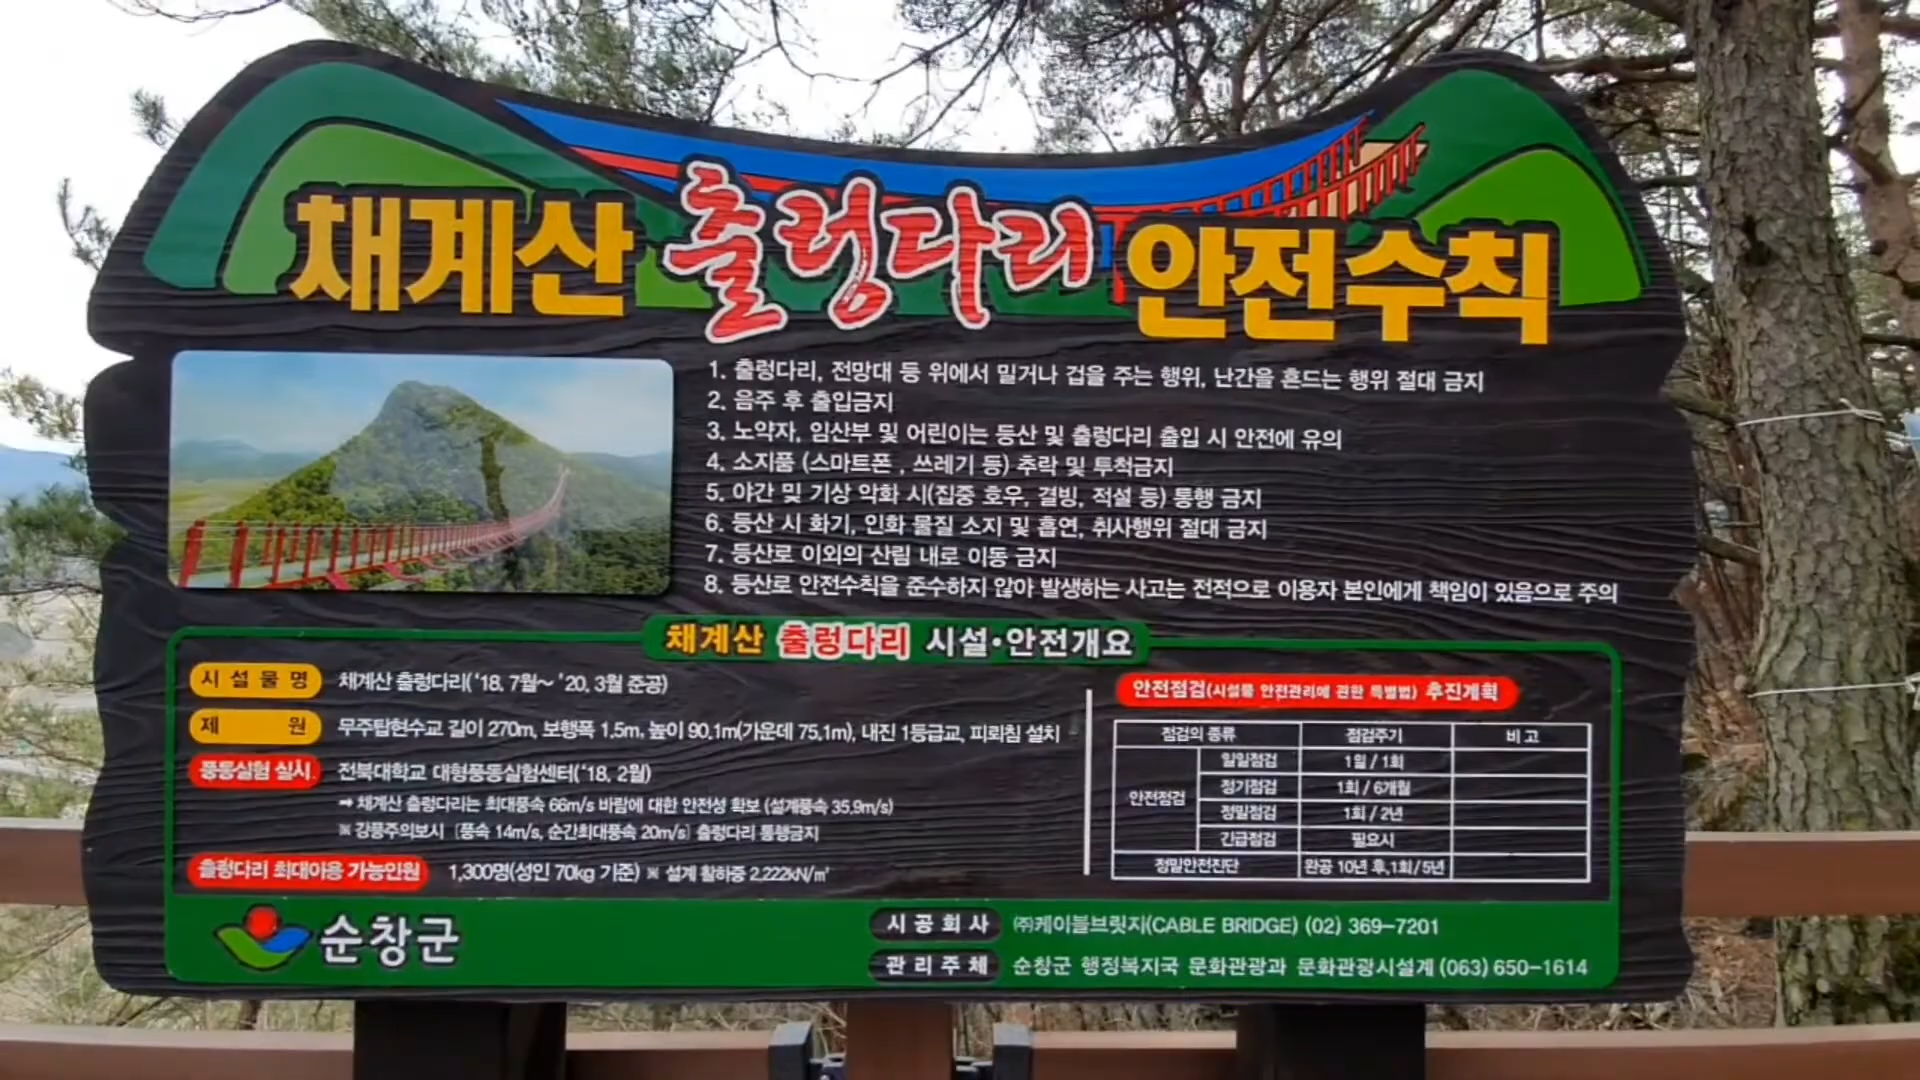 채계산 출렁다리 안전수칙
1. 출렁다리, 전망대 등 위에서 밀거나 겁을 주는 행위, 난간을 흔드는 행위 절대 금지
2. 음주 후 출입금지
3. 노약자, 임산부 및 어린이는 등산 및 출렁다리 출입 시 안전에 유의
4. 소지품 (스마트폰 , 쓰레기 등) 추락 및 투척금지
5. 야간 및 기상 악화 시(집중 호우, 결빙, 적설 등) 통행 금지
6. 등산 시 화기, 인화 물질 소지 및 흡연, 취사행위 절대 금지
7. 등산로 이외의 산림 내로 이동 금지
8. 등산로 안전수칙을 준수하지 않아 발생하는 사고는 전적으로 이용자 본인에게 책임이 있음으로 주의
채계산 출렁다리 시설·안전개요
시설물명 채계산 출렁다리('18. 7월~ '20. 3월 준공)
제원 무주탑현수교 길이 270m, 보행폭 1.5m, 높이 90.1m(가운데 75.1m), 내진 1등급교, 피뢰침 설치
풍동실험 실시 전북대학교 대형풍동실험센터('18. 2월)
➡ 채계산 출렁다리는 최대풍속 66m/s 바람에 대한 안전성 확보 (설계풍속 35.9m/s)
※ 강풍주의보시 [풍속 14m/s, 순간최대풍속 20m/s] 출렁다리 통행금지
출렁다리 최대이용 가능인원 1,300명(성인 70kg 기준) ※ 설계 활하중 2.222kN/㎡
안전점검(시설물 안전관리에 관한 특별법) 추진계획
점검의 종류 점검주기 비고
안전점검 일일점검 1일 / 1회
정기점검 1회 / 6개월
정밀점검 1회 / 2년
긴급점검 필요시
정밀안전진단 완공 10년 후,1회/5년
순창군
시공회사 ㈜케이블브릿지(CABLE BRIDGE) (02) 369-7201
관리주체 순창군 행정복지국 문화관광과 문화관광시설계 (063) 650-1614